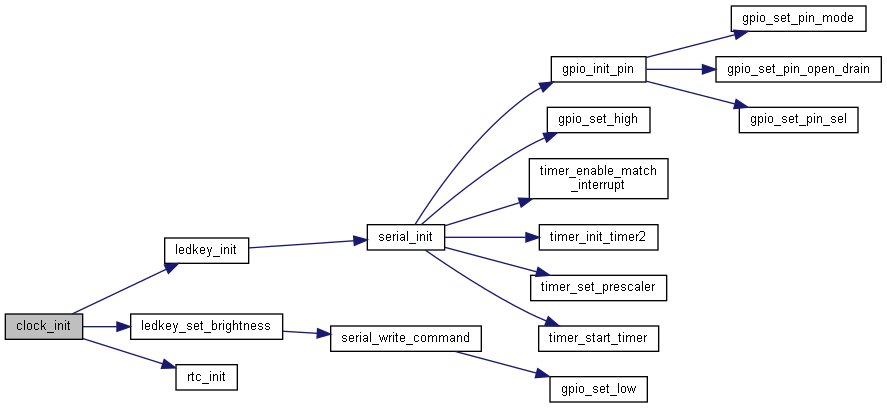 clock_init
ledkey_init
ledkey_set_brightness
rtc_init
serial_init
serial_write_command
gpio_init_pin
gpio_set_high
timer_enable_match
_interrupt
timer_init_timer2
timer_set_prescaler
timer_start_timer
gpio_set_low
gpio_set_pin_mode
gpio_set_pin_open_drain
gpio_set_pin_sel